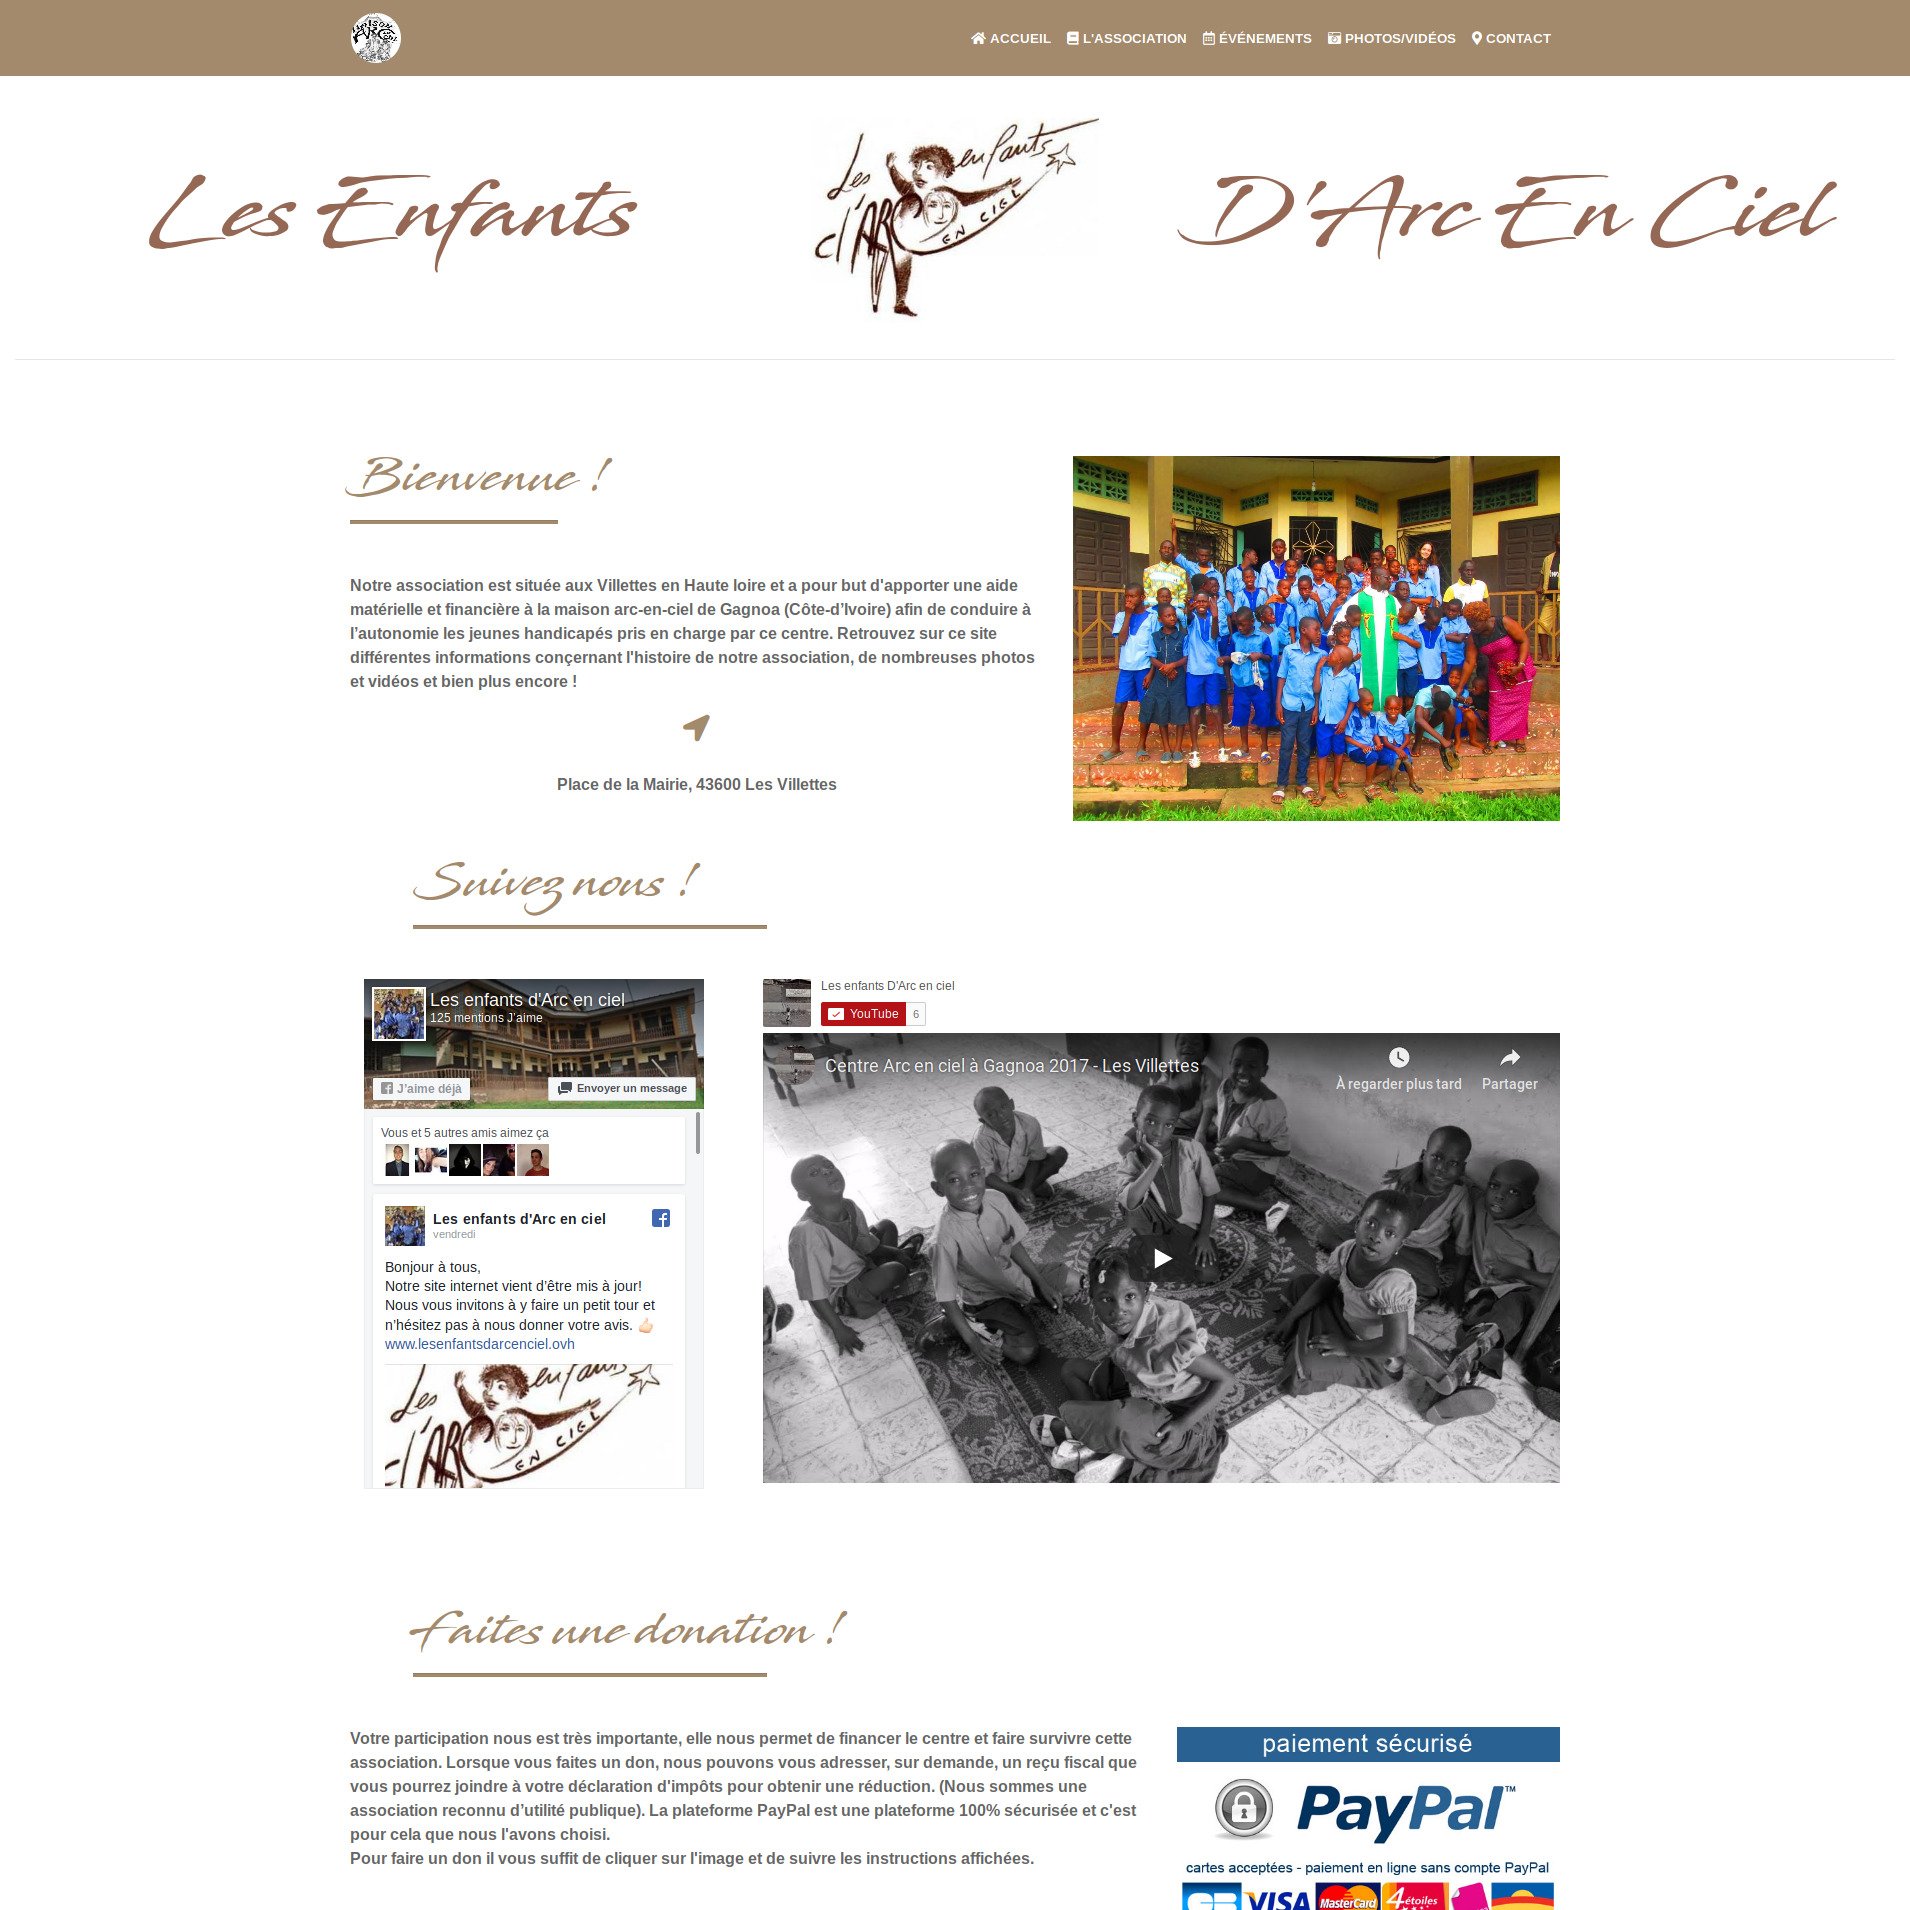 ACCUEIL L'ASSOCIATION ÉVÉNEMENTS PHOTOS/VIDÉOS CONTACT
Les Enfants
Les enfants
d'ARC
EN CIEL
D'Arc En Ciel
Bienvenue !
Notre association est située aux Villettes en Haute loire et a pour but d'apporter une aide
matérielle et financière à la maison arc-en-ciel de Gagnoa (Côte-d’Ivoire) afin de conduire à
l’autonomie les jeunes handicapés pris en charge par ce centre. Retrouvez sur ce site
différentes informations conçernant l'histoire de notre association, de nombreuses photos
et vidéos et bien plus encore !
Place de la Mairie, 43600 Les Villettes
Suivez nous !
Les enfants d'Arc en ciel
125 mentions J’aime
J’aime déjà
Envoyer un message
Vous et 5 autres amis aimez ça
Les enfants d'Arc en ciel
vendredi
Bonjour à tous,
Notre site internet vient d’être mis à jour!
Nous vous invitons à y faire un petit tour et
n’hésitez pas à nous donner votre avis. 👍🏻
www.lesenfantsdarcenciel.ovh
Les enfants
d'ARC
EN CIEL
Les enfants D'Arc en ciel
YouTube 6
Centre Arc en ciel à Gagnoa 2017 - Les Villettes
À regarder plus tard
Partager
Faites une donation !
Votre participation nous est très importante, elle nous permet de financer le centre et faire survivre cette
association. Lorsque vous faites un don, nous pouvons vous adresser, sur demande, un reçu fiscal que
vous pourrez joindre à votre déclaration d'impôts pour obtenir une réduction. (Nous sommes une
association reconnu d’utilité publique). La plateforme PayPal est une plateforme 100% sécurisée et c'est
pour cela que nous l'avons choisi.
Pour faire un don il vous suffit de cliquer sur l'image et de suivre les instructions affichées.
paiement sécurisé
PayPal™
cartes acceptées - paiement en ligne sans compte PayPal
CB VISA MasterCard 4 étoiles